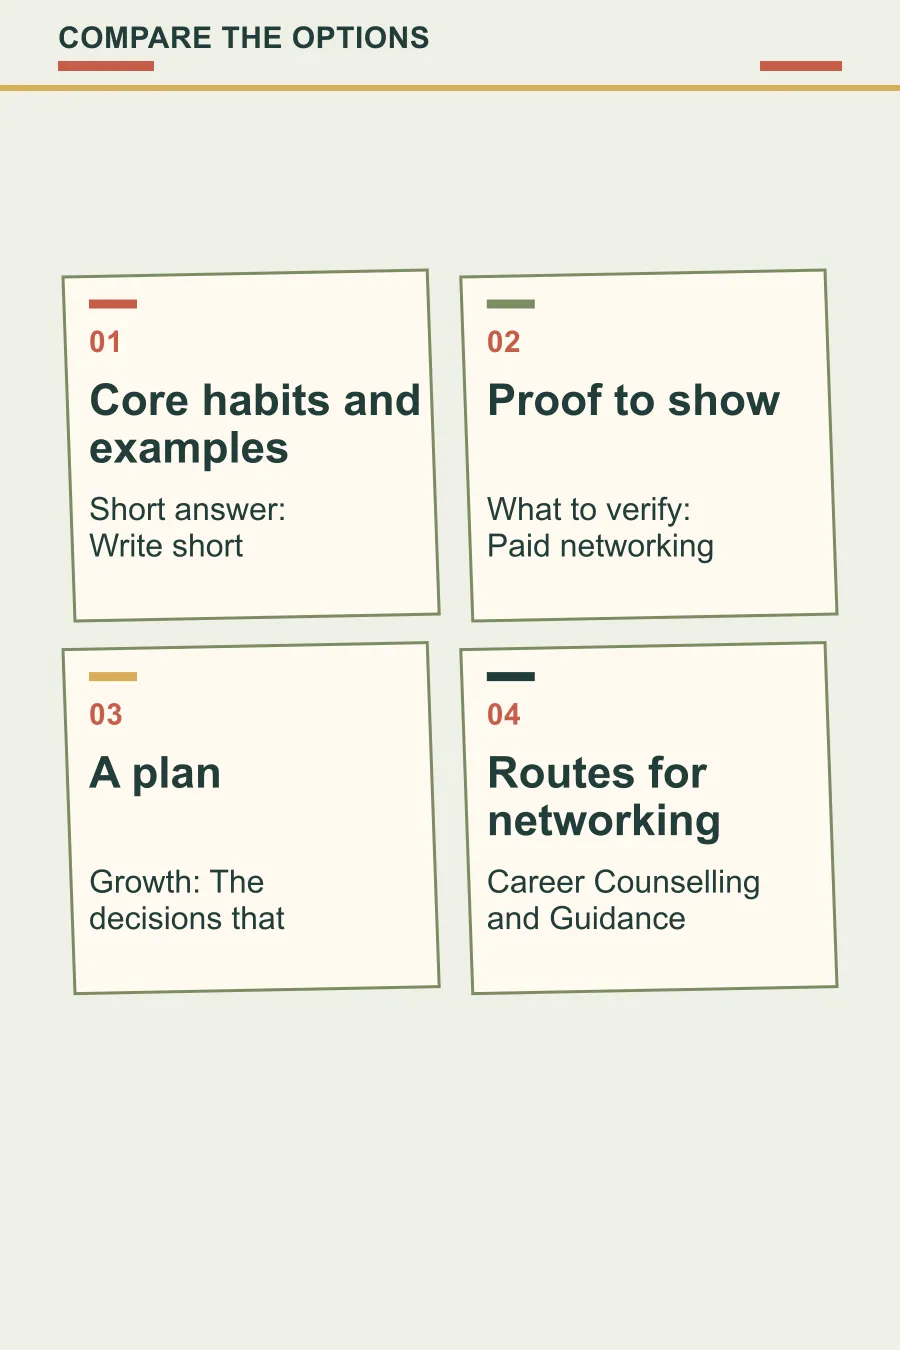 COMPARE THE OPTIONS
01
Core habits and
examples
Short answer:
Write short
02
Proof to show
What to verify:
Paid networking
03
A plan
Growth: The
decisions that
04
Routes for
networking
Career Counselling
and Guidance